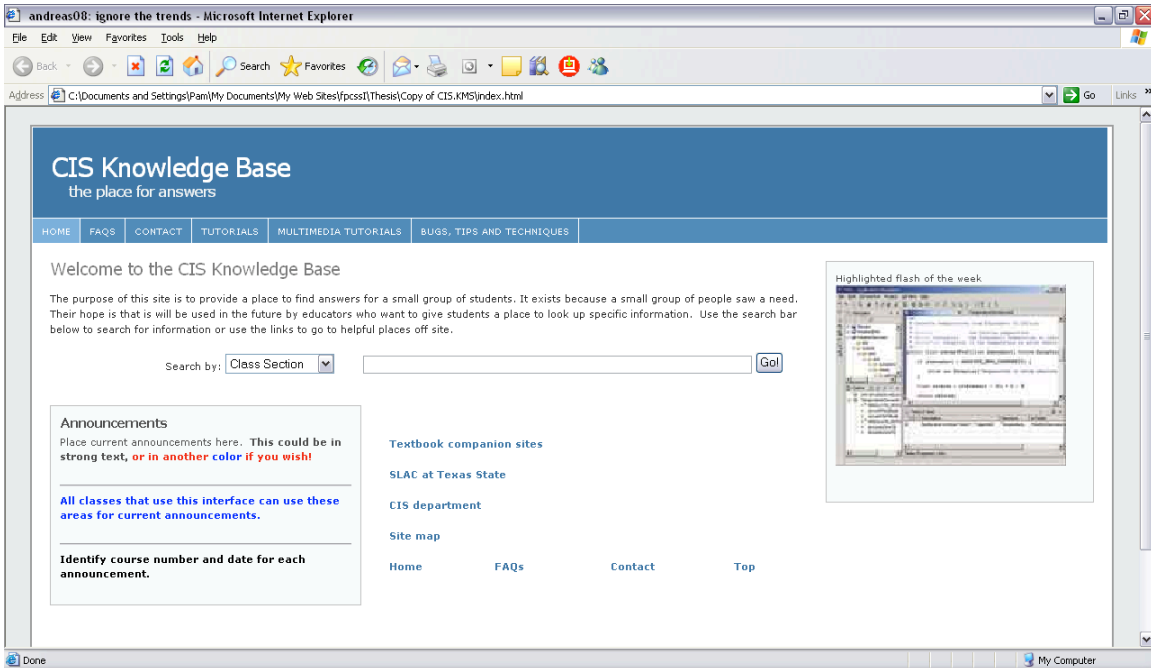 andreas08: ignore the trends - Microsoft Internet Explorer
File Edit View Favorites Tools Help
Back Search Favorites
Address C:\Documents and Settings\Pam\My Documents\My Web Sites\fpcssI\Thesis\Copy of CIS.KMS\index.html Go Links »
CIS Knowledge Base
the place for answers
HOME FAQS CONTACT TUTORIALS MULTIMEDIA TUTORIALS BUGS, TIPS AND TECHNIQUES
Welcome to the CIS Knowledge Base
The purpose of this site is to provide a place to find answers for a small group of students. It exists because a small group of people saw a need.
Their hope is that is will be used in the future by educators who want to give students a place to look up specific information. Use the search bar
below to search for information or use the links to go to helpful places off site.
Search by: Class Section Go!
Announcements
Place current announcements here. This could be in
strong text, or in another color if you wish!
All classes that use this interface can use these
areas for current announcements.
Identify course number and date for each
announcement.
Textbook companion sites
SLAC at Texas State
CIS department
Site map
Home FAQs Contact Top
Highlighted flash of the week
Done My Computer